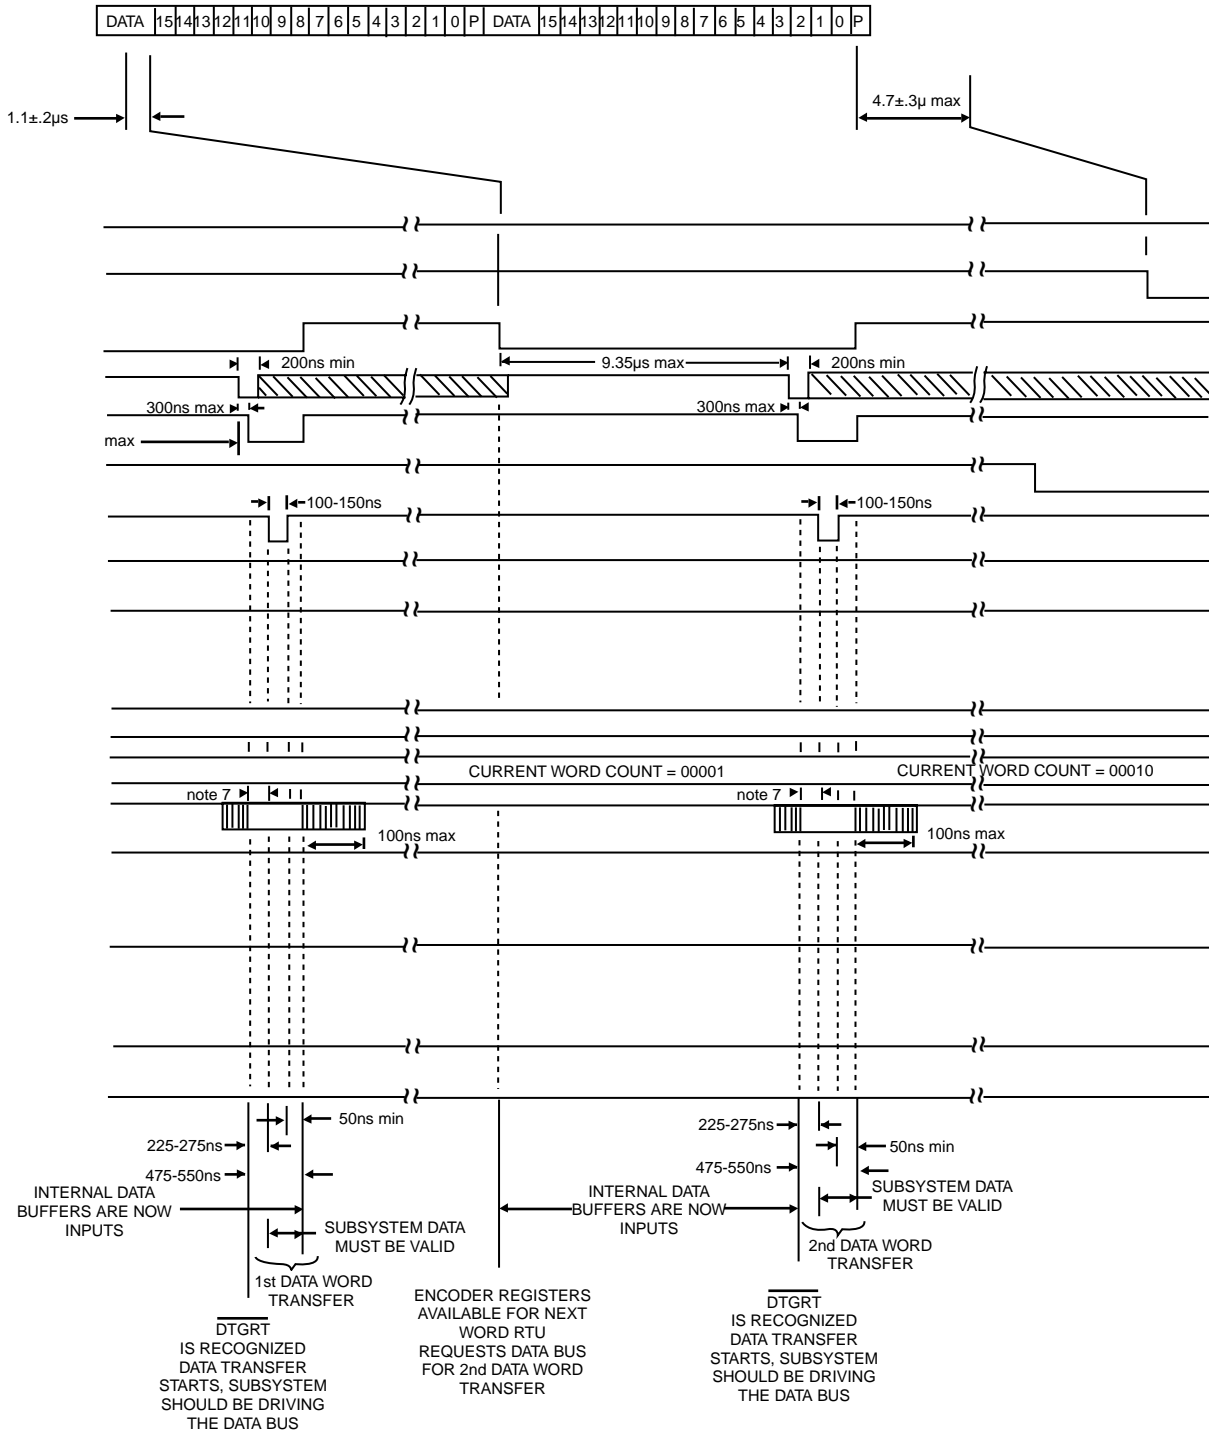 DATA 15 14 13 12 11 10 9 8 7 6 5 4 3 2 1 0 P DATA 15 14 13 12 11 10 9 8 7 6 5 4 3 2 1 0 P
1.1±.2µs
4.7±.3µ max
200ns min
9.35µs max
200ns min
300ns max
300ns max
max
100-150ns
100-150ns
CURRENT WORD COUNT = 00001
CURRENT WORD COUNT = 00010
note 7
note 7
100ns max
100ns max
50ns min
225-275ns
225-275ns
50ns min
475-550ns
475-550ns
INTERNAL DATA
BUFFERS ARE NOW
INPUTS
SUBSYSTEM DATA
MUST BE VALID
INTERNAL DATA
BUFFERS ARE NOW
INPUTS
SUBSYSTEM DATA
MUST BE VALID
1st DATA WORD
TRANSFER
2nd DATA WORD
TRANSFER
DTGRT
IS RECOGNIZED
DATA TRANSFER
STARTS, SUBSYSTEM
SHOULD BE DRIVING
THE DATA BUS
ENCODER REGISTERS
AVAILABLE FOR NEXT
WORD RTU
REQUESTS DATA BUS
FOR 2nd DATA WORD
TRANSFER
DTGRT
IS RECOGNIZED
DATA TRANSFER
STARTS, SUBSYSTEM
SHOULD BE DRIVING
THE DATA BUS